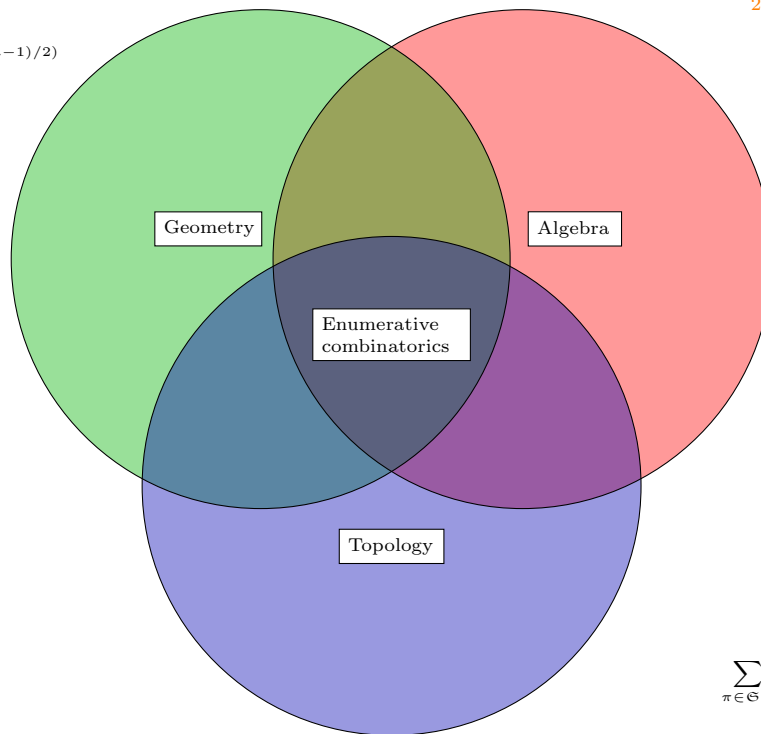 2
−1)/2)
Geometry
Algebra
Enumerative
combinatorics
Topology
∑
π∈𝔖